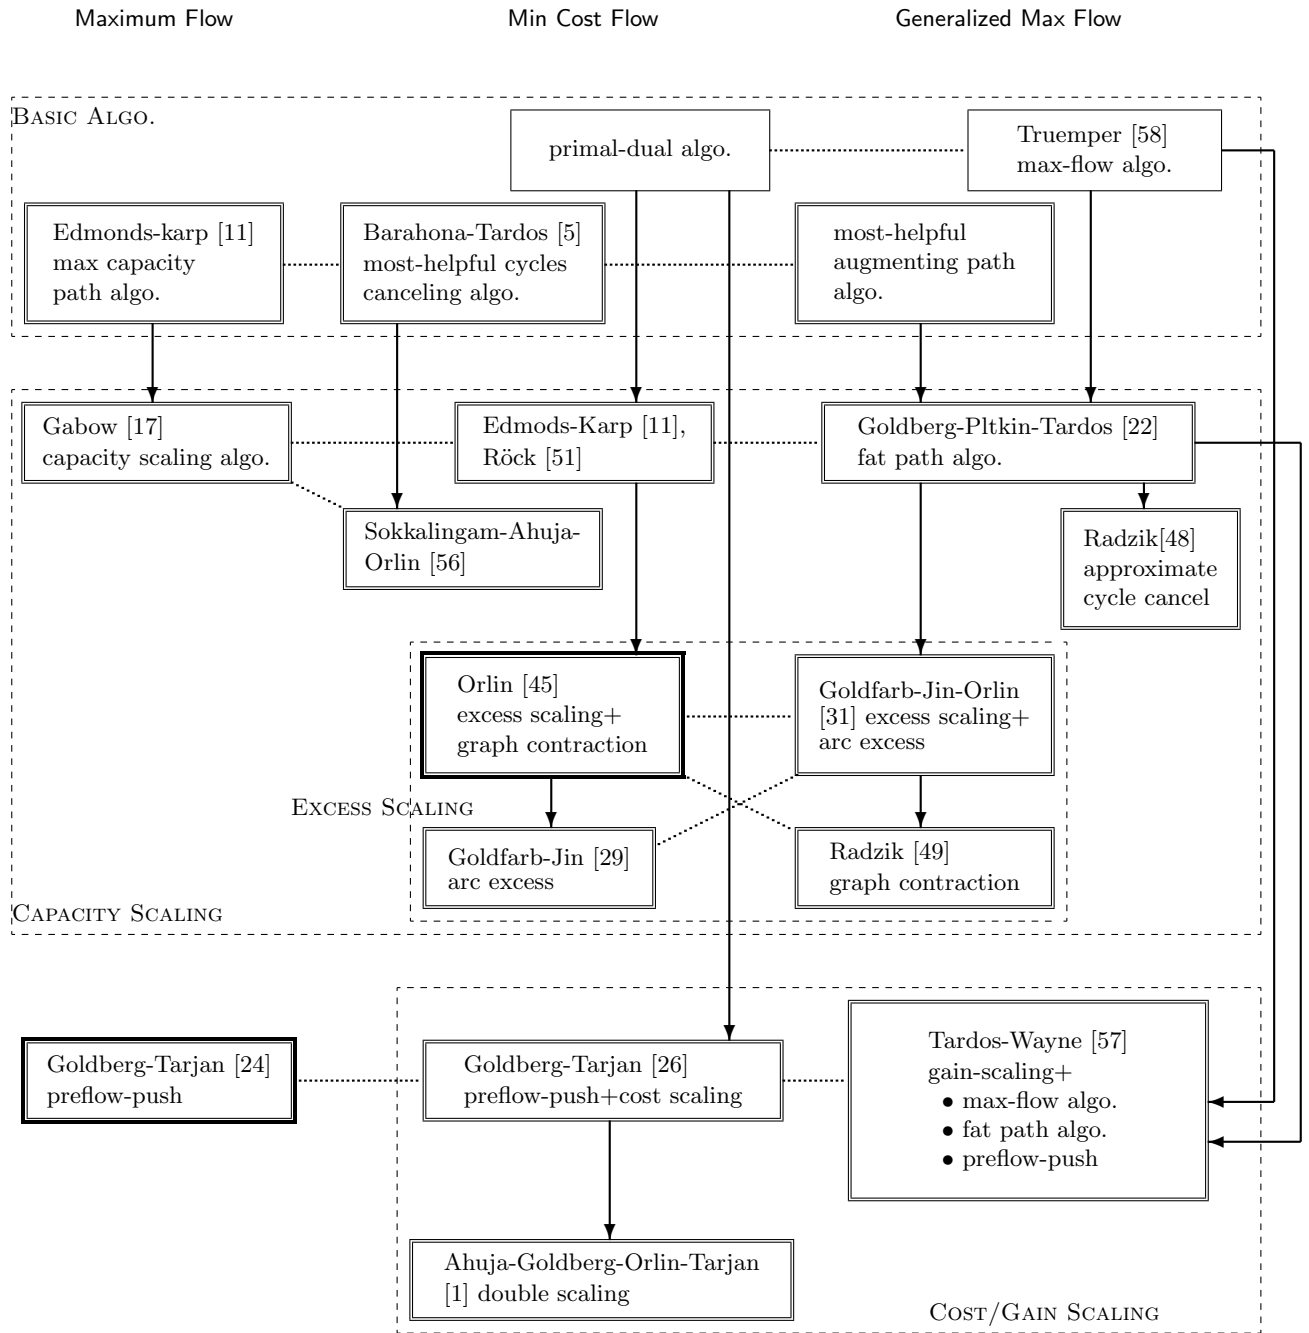 Maximum Flow
Min Cost Flow
Generalized Max Flow
BASIC ALGO.
primal-dual algo.
Truemper [58]
max-flow algo.
Edmonds-karp [11]
max capacity
path algo.
Barahona-Tardos [5]
most-helpful cycles
canceling algo.
most-helpful
augmenting path
algo.
Gabow [17]
capacity scaling algo.
Edmods-Karp [11],
Röck [51]
Goldberg-Pltkin-Tardos [22]
fat path algo.
Sokkalingam-Ahuja-
Orlin [56]
Radzik[48]
approximate
cycle cancel
Orlin [45]
excess scaling+
graph contraction
Goldfarb-Jin-Orlin
[31] excess scaling+
arc excess
EXCESS SCALING
Goldfarb-Jin [29]
arc excess
Radzik [49]
graph contraction
CAPACITY SCALING
Goldberg-Tarjan [24]
preflow-push
Goldberg-Tarjan [26]
preflow-push+cost scaling
Tardos-Wayne [57]
gain-scaling+
• max-flow algo.
• fat path algo.
• preflow-push
Ahuja-Goldberg-Orlin-Tarjan
[1] double scaling
COST/GAIN SCALING